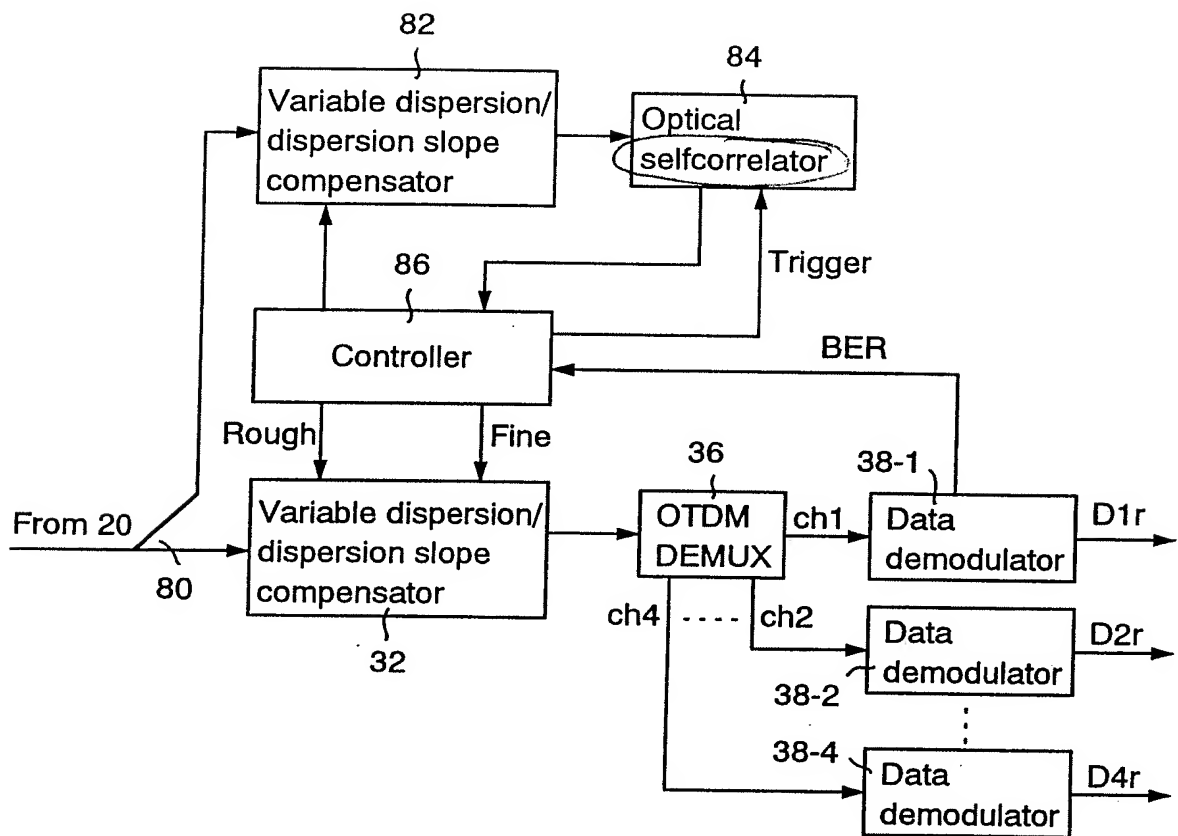 82
Variable dispersion/
dispersion slope
compensator
84
Optical
selfcorrelator
86
Controller
Trigger
BER
Rough
Fine
From 20
80
Variable dispersion/
dispersion slope
compensator
32
36
OTDM
DEMUX
ch1
ch4
ch2
38-1
Data
demodulator
D1r
Data
demodulator
38-2
D2r
38-4
Data
demodulator
D4r